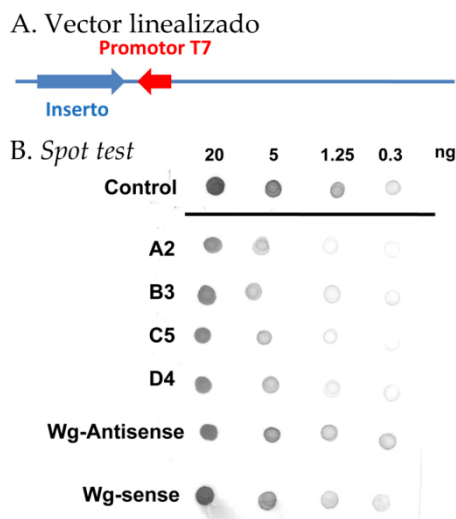 A. Vector linealizado
Promotor T7
Inserto
B. Spot test 20 5 1.25 0.3 ng
Control
A2
B3
C5
D4
Wg-Antisense
Wg-sense